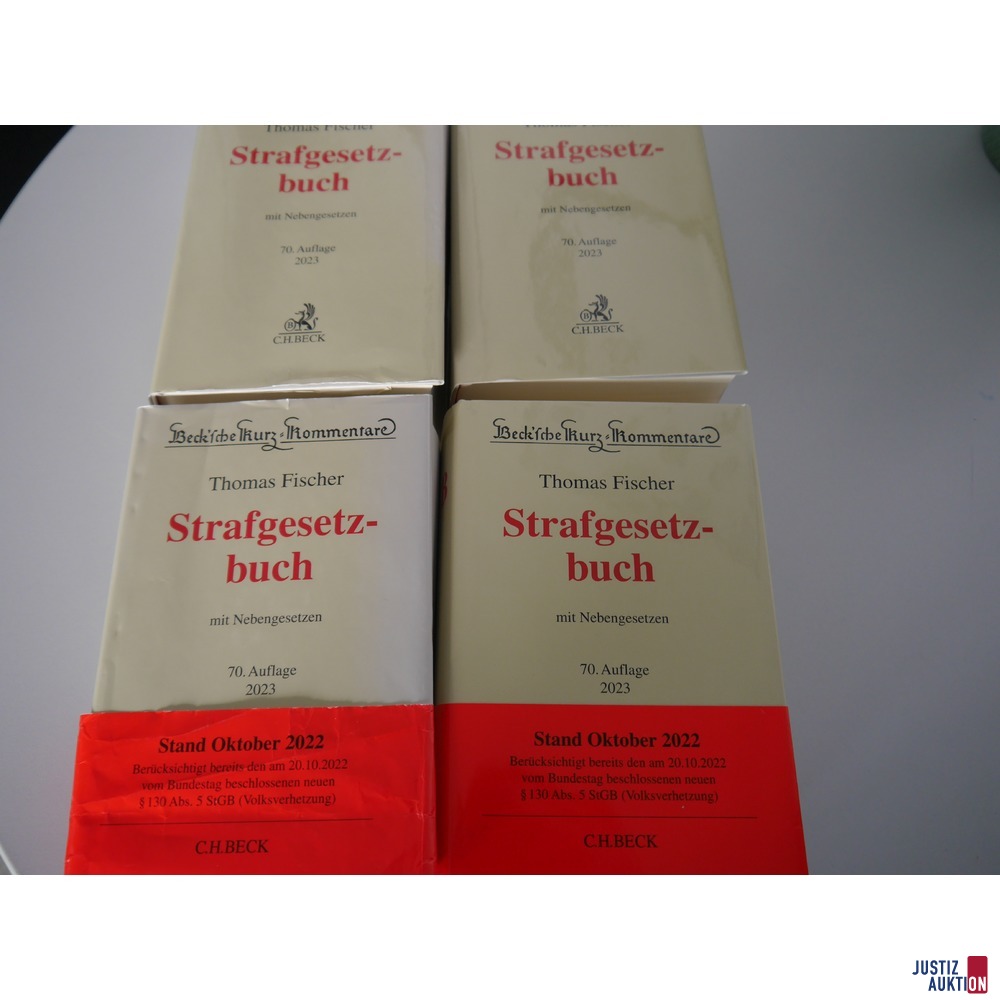 Thomas Fischer
Strafgesetz-
buch
mit Nebengesetzen
70. Auflage
2023
C.H.BECK
Thomas
Strafgesetz-
buch
mit Nebengesetzen
70. Auflage
2023
C.H.BECK
Beck'sche Kurz-Kommentare
Thomas Fischer
Strafgesetz-
buch
mit Nebengesetzen
70. Auflage
2023
Stand Oktober 2022
Berücksichtigt bereits den am 20.10.2022
vom Bundestag beschlossenen neuen
§ 130 Abs. 5 StGB (Volksverhetzung)
C.H.BECK
Beck'sche Kurz-Kommentare
Thomas Fischer
Strafgesetz-
buch
mit Nebengesetzen
70. Auflage
2023
Stand Oktober 2022
Berücksichtigt bereits den am 20.10.2022
vom Bundestag beschlossenen neuen
§ 130 Abs. 5 StGB (Volksverhetzung)
C.H.BECK
JUSTIZ
AUKTION